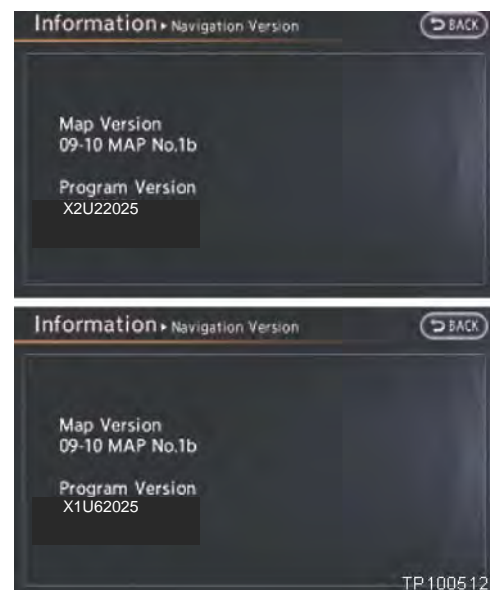 Information ▸ Navigation Version
BACK
Map Version
09-10 MAP No.1b
Program Version
X2U22025
Information ▸ Navigation Version
BACK
Map Version
09-10 MAP No.1b
Program Version
X1U62025
TP100512